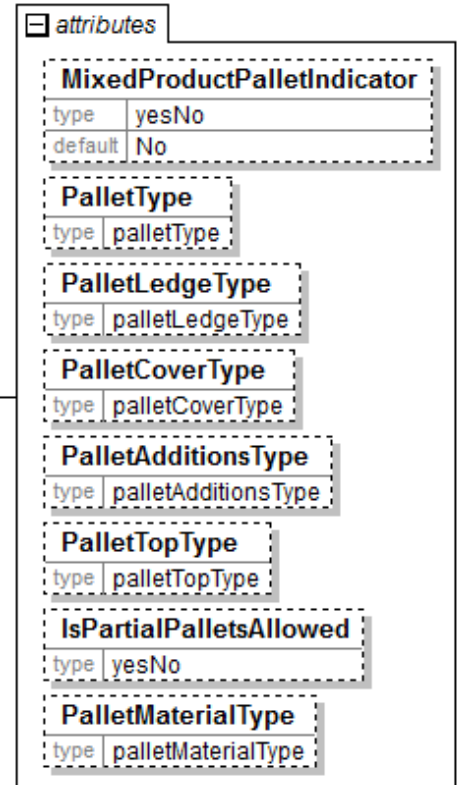 attributes
MixedProductPalletIndicator
type yesNo
default No
PalletType
type palletType
PalletLedgeType
type palletLedgeType
PalletCoverType
type palletCoverType
PalletAdditionsType
type palletAdditionsType
PalletTopType
type palletTopType
IsPartialPalletsAllowed
type yesNo
PalletMaterialType
type palletMaterialType